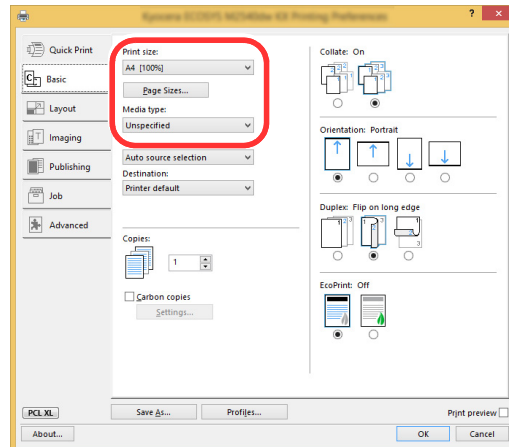 ?
Quick Print
Basic
Layout
Imaging
Publishing
Job
Advanced
Print size:
A4 [100%]
Page Sizes...
Media type:
Unspecified
Auto source selection
Destination:
Printer default
Copies:
1
Carbon copies
Settings...
Collate: On
Orientation: Portrait
Duplex: Flip on long edge
EcoPrint: Off
PCL XL
Save As...
Profiles...
Print preview
About...
OK
Cancel